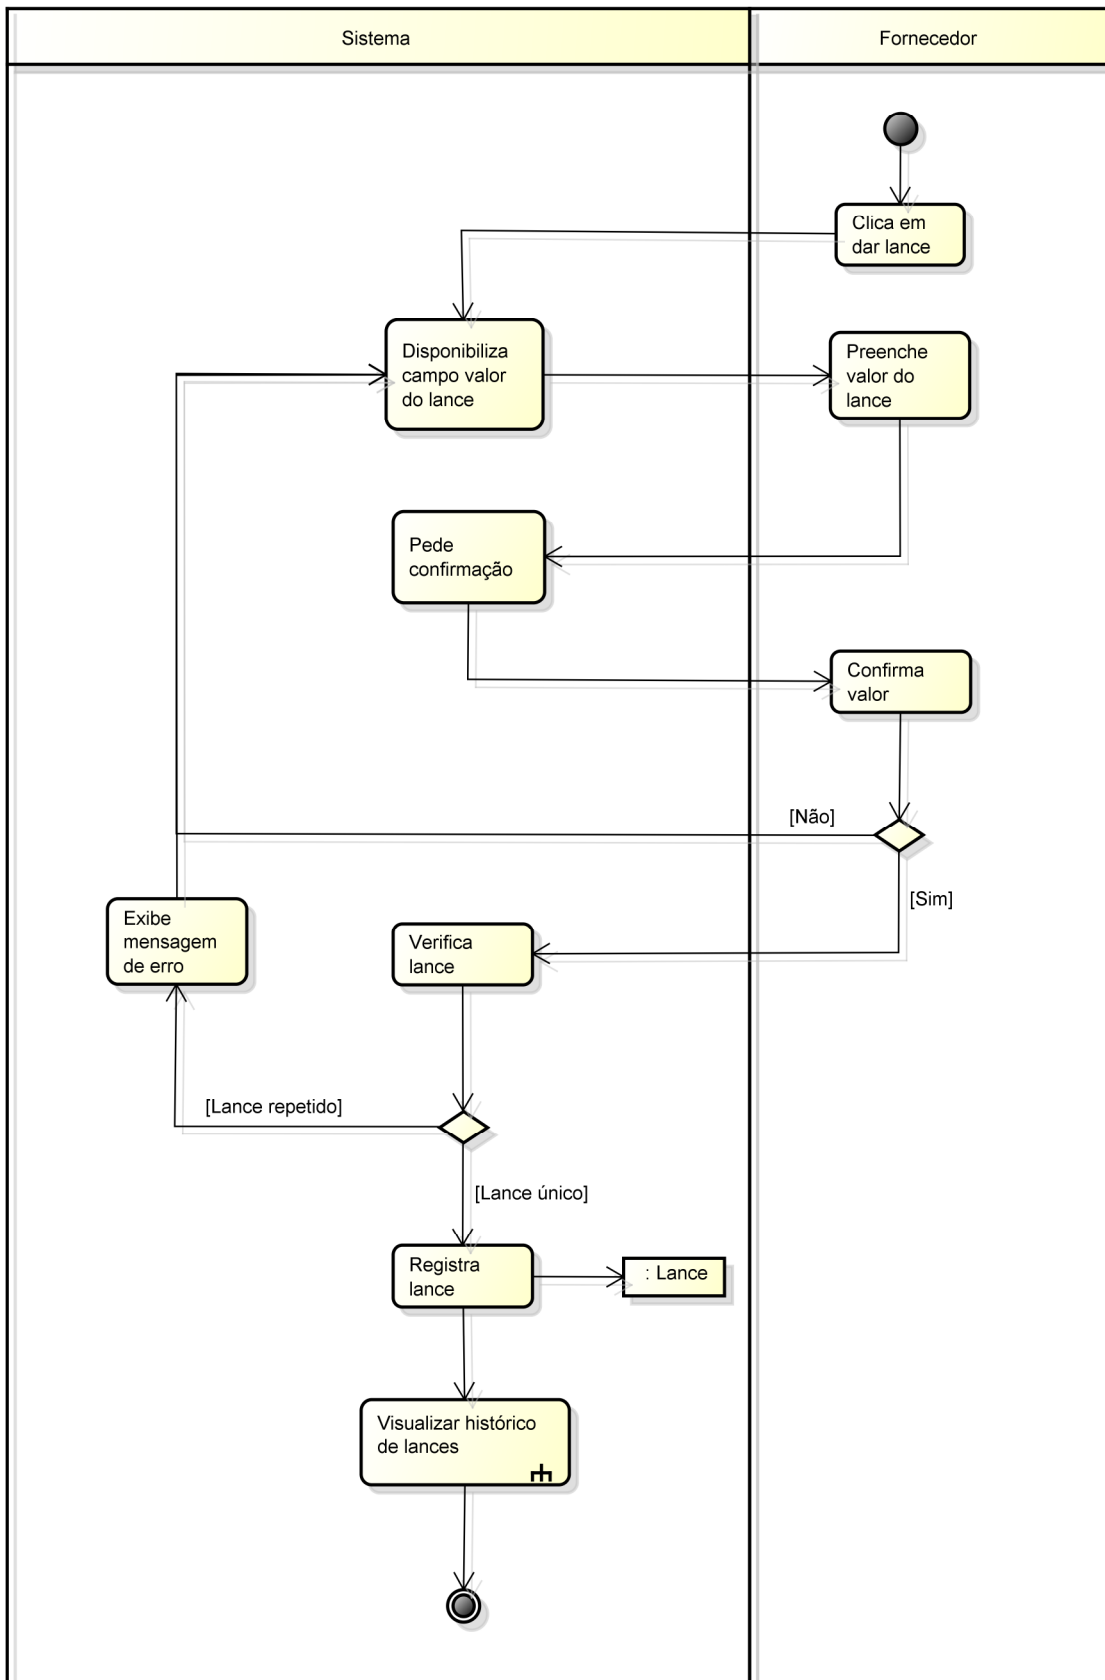 Sistema
Fornecedor
Clica em
dar lance
Disponibiliza
campo valor
do lance
Preenche
valor do
lance
Pede
confirmação
Confirma
valor
[Não]
[Sim]
Exibe
mensagem
de erro
Verifica
lance
[Lance repetido]
[Lance único]
Registra
lance
: Lance
Visualizar histórico
de lances